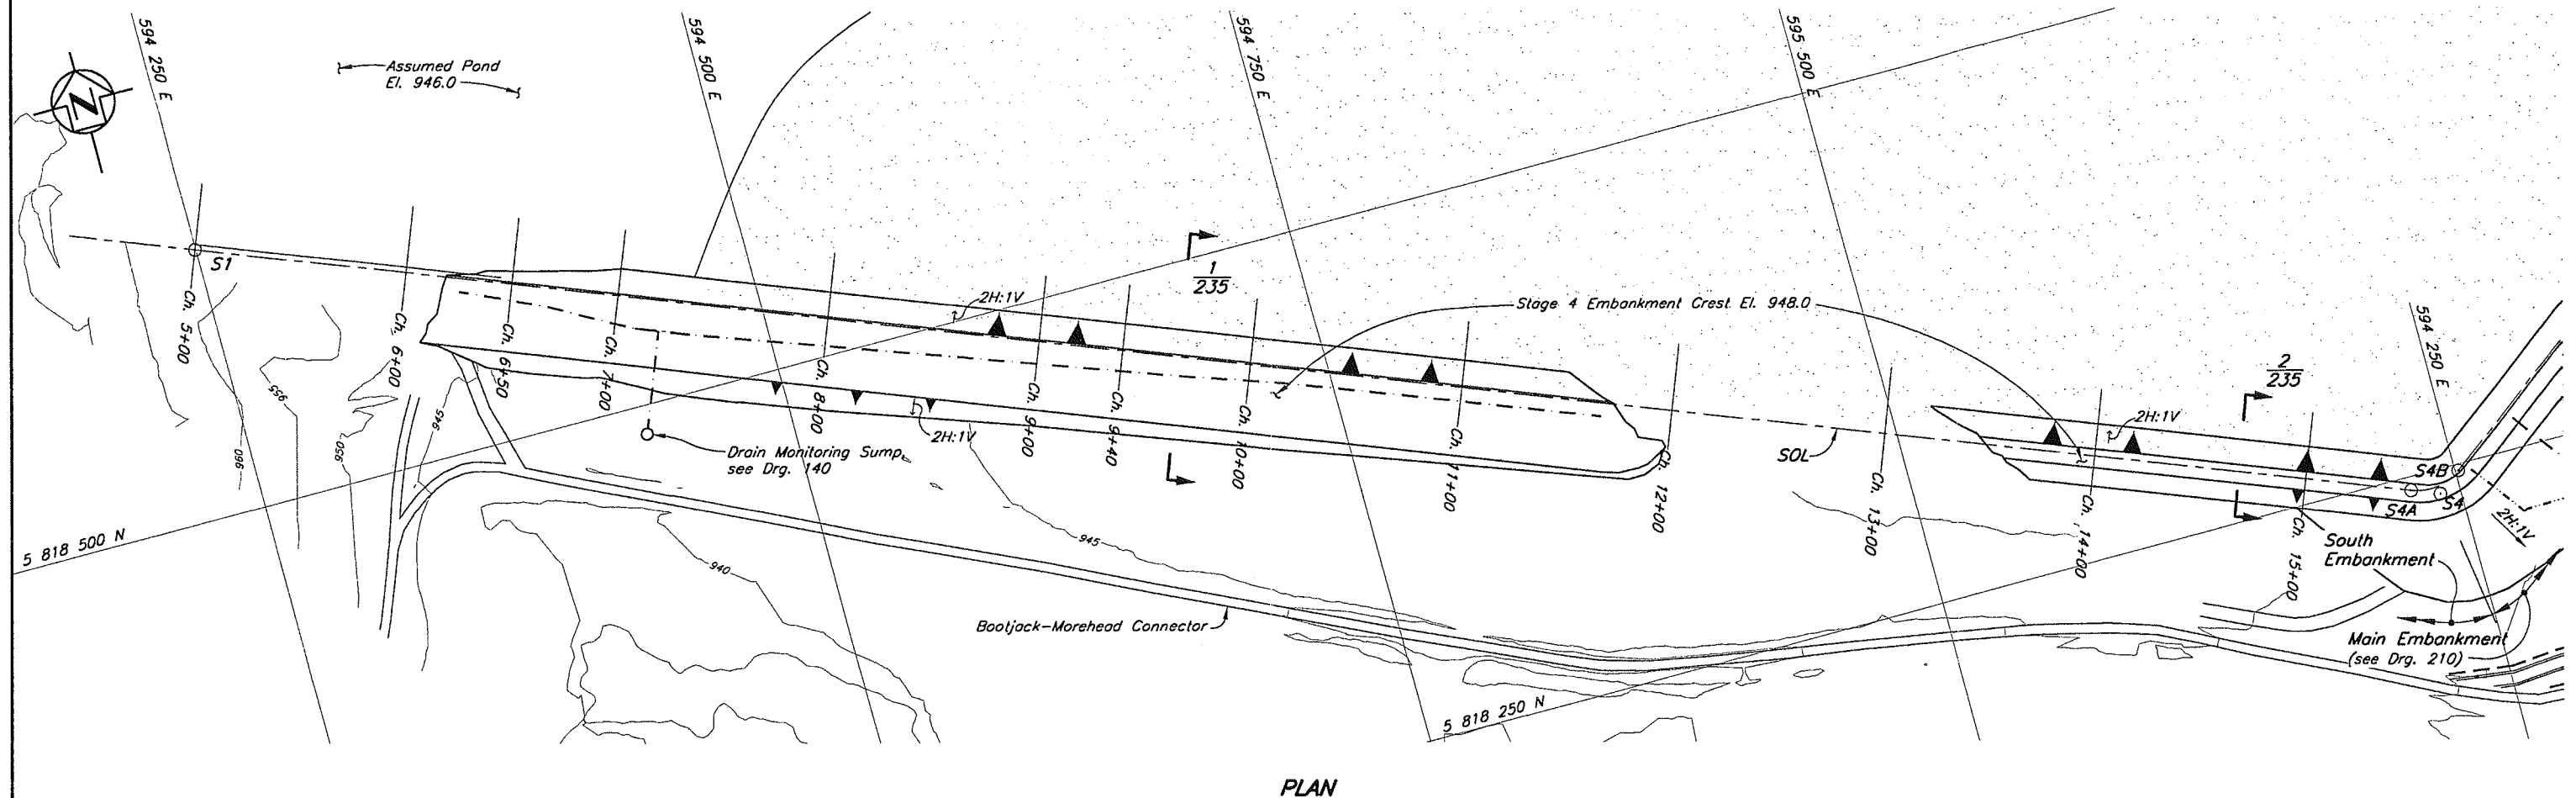 594 250 E
594 500 E
594 750 E
595 500 E
Assumed Pond
El. 946.0
N
S1
Ch. 5+00
Ch. 6+00
Ch. 6+50
Ch. 7+00
Ch. 8+00
Ch. 9+00
Ch. 9+40
Ch. 10+00
Ch. 11+00
Ch. 12+00
Ch. 13+00
Ch. 14+00
Ch. 15+00
1
235
2H:1V
Stage 4 Embankment Crest El. 948.0
594 250 E
2
235
2H:1V
2H:1V
Drain Monitoring Sump
see Drg. 140
SOL
S4B
S4A
S4
2H:1V
955
960
950
945
945
940
5 818 500 N
South
Embankment
Bootjack-Morehead Connector
Main Embankment
(see Drg. 210)
5 818 250 N
PLAN